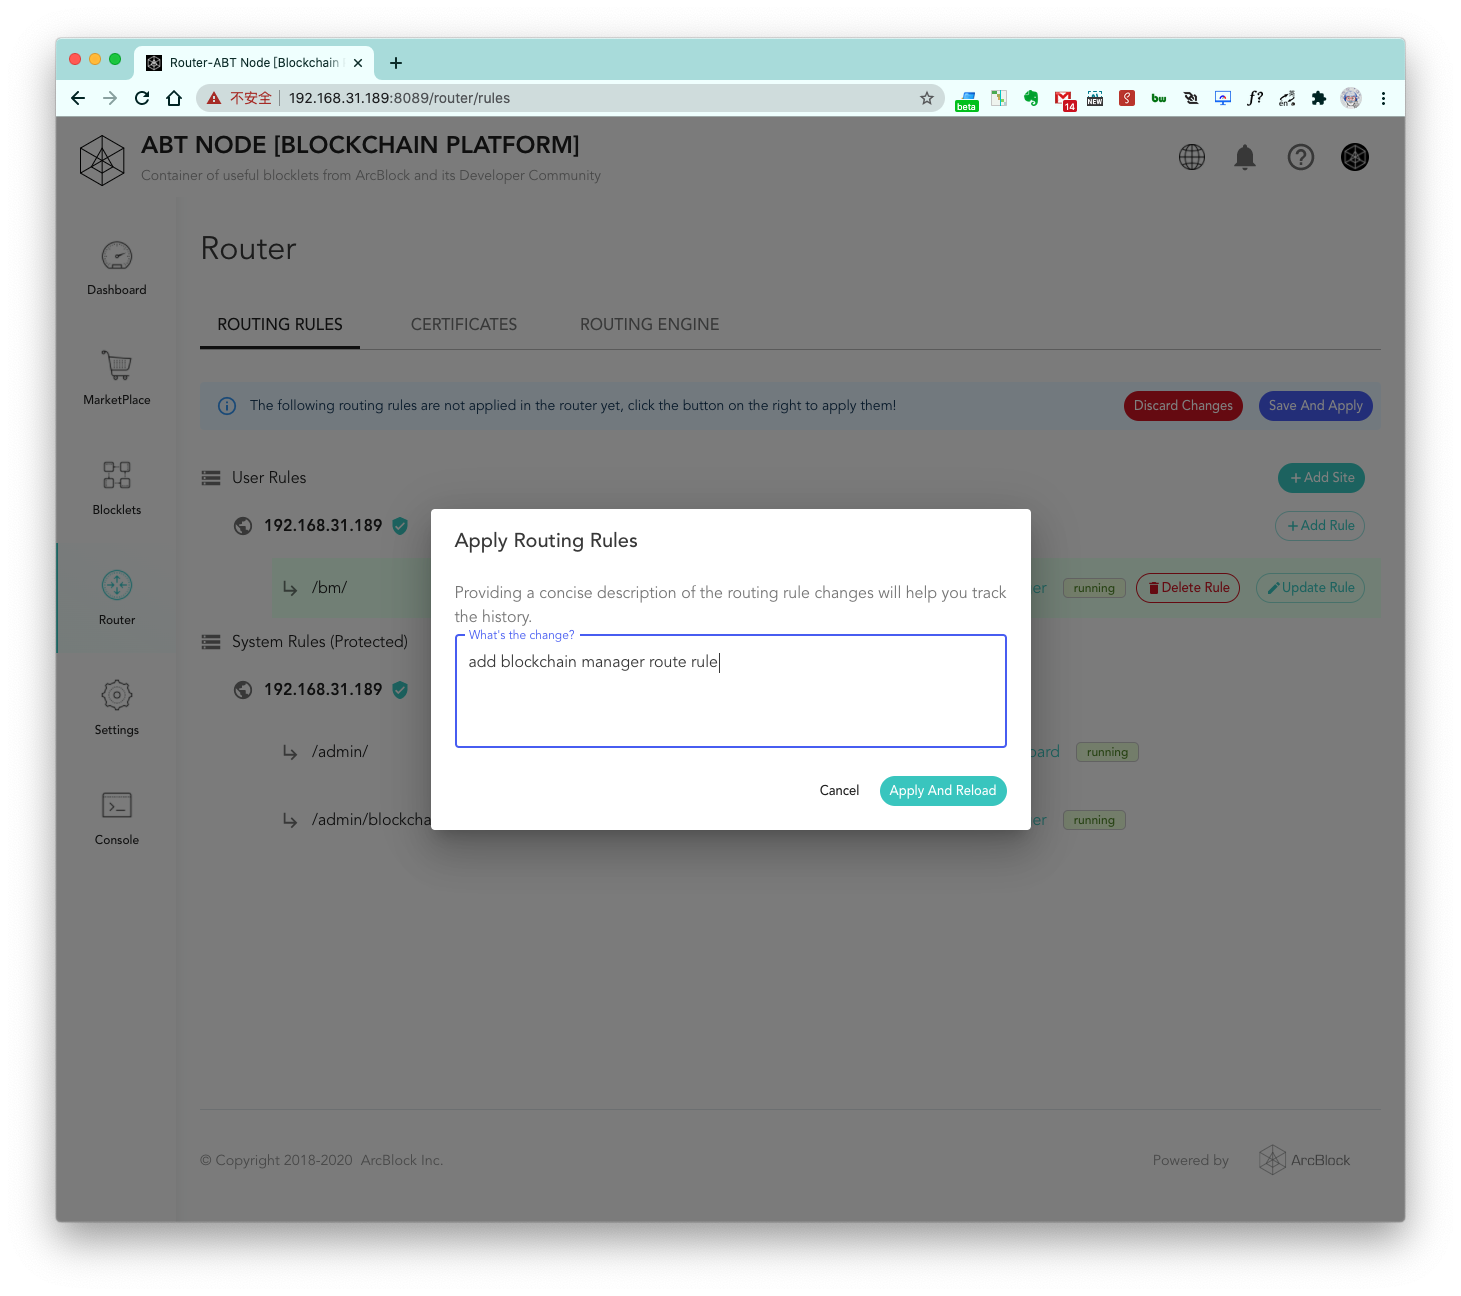 Router-ABT Node [Blockchain
不安全 192.168.31.189:8089/router/rules
beta
14
NEW
bw
f?
en
ABT NODE [BLOCKCHAIN PLATFORM]
Container of useful blocklets from ArcBlock and its Developer Community
Router
Dashboard
MarketPlace
Blocklets
Router
Settings
Console
ROUTING RULES CERTIFICATES ROUTING ENGINE
The following routing rules are not applied in the router yet, click the button on the right to apply them!
Discard Changes Save And Apply
User Rules
+ Add Site
192.168.31.189
+ Add Rule
/bm/
er running Delete Rule Update Rule
System Rules (Protected)
192.168.31.189
/admin/
oard running
/admin/blockcha
er running
Apply Routing Rules
Providing a concise description of the routing rule changes will help you track
the history.
What's the change?
add blockchain manager route rule
Cancel Apply And Reload
© Copyright 2018-2020 ArcBlock Inc.
Powered by ArcBlock